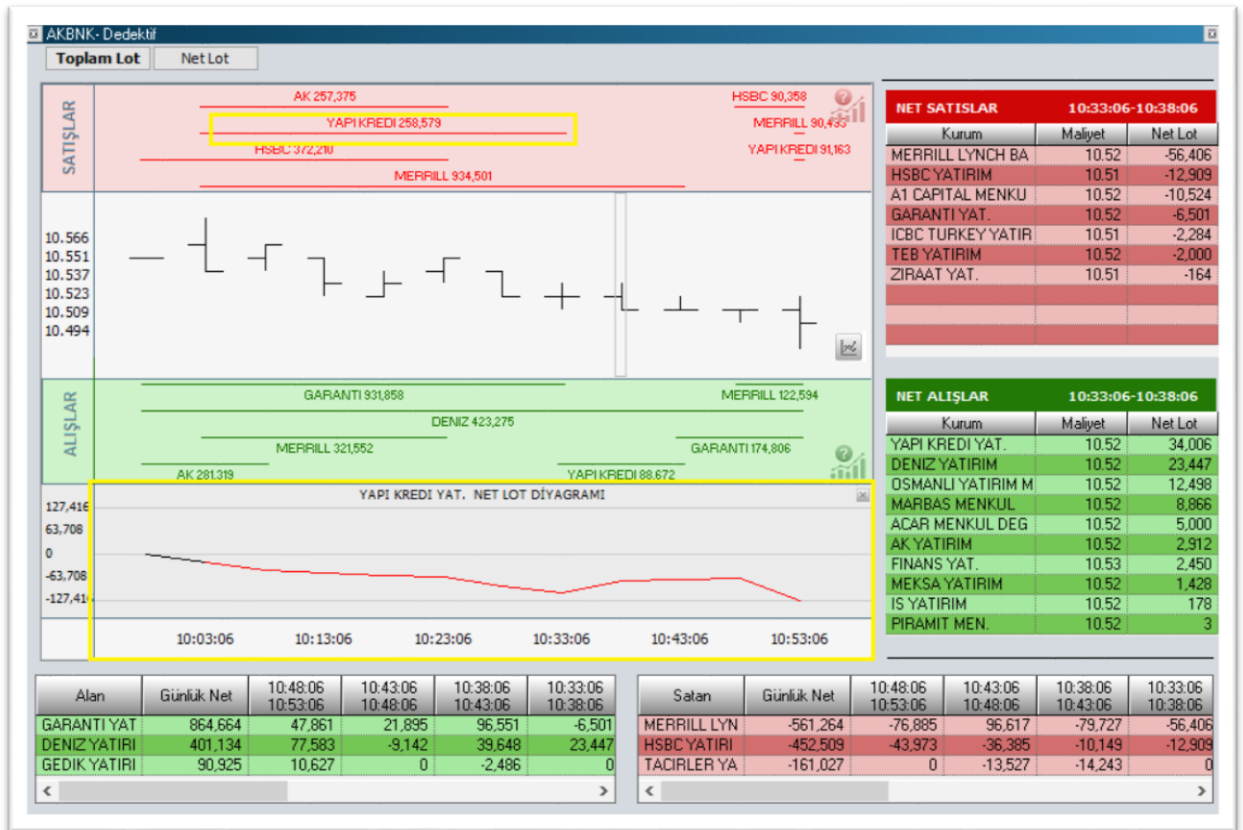 AKBNK- Dedektif
Toplam Lot
Net Lot
SATIŞLAR
AK 257,375
HSBC 90,358
YAPI KREDI 258,579
MERRILL 90,433
HSBC 372,210
YAPI KREDI 91,163
MERRILL 934,501
10.566
10.551
10.537
10.523
10.509
10.494
ALIŞLAR
GARANTI 931,858
MERRILL 122,594
DENIZ 423,275
MERRILL 321,552
GARANTI 174,806
AK 281,319
YAPI KREDI 88,672
YAPI KREDI YAT. NET LOT DİYAGRAMI
127,416
63,708
0
-63,708
-127,416
10:03:06 10:13:06 10:23:06 10:33:06 10:43:06 10:53:06
NET SATISLAR 10:33:06-10:38:06
Kurum Maliyet Net Lot
MERRILL LYNCH BA 10.52 -56,406
HSBC YATIRIM 10.51 -12,909
A1 CAPITAL MENKU 10.52 -10,524
GARANTI YAT. 10.52 -6,501
ICBC TURKEY YATIR 10.51 -2,284
TEB YATIRIM 10.52 -2,000
ZIRAAT YAT. 10.51 -164
NET ALIŞLAR 10:33:06-10:38:06
Kurum Maliyet Net Lot
YAPI KREDI YAT. 10.52 34,006
DENIZ YATIRIM 10.52 23,447
OSMANLI YATIRIM M 10.52 12,498
MARBAS MENKUL 10.52 8,866
ACAR MENKUL DEG 10.52 5,000
AK YATIRIM 10.52 2,912
FINANS YAT. 10.53 2,450
MEKSA YATIRIM 10.52 1,428
IS YATIRIM 10.52 178
PIRAMIT MEN. 10.52 3
Alan Günlük Net 10:48:06 10:43:06 10:38:06 10:33:06
10:53:06 10:48:06 10:43:06 10:38:06
GARANTI YAT 864,664 47,861 21,895 96,551 -6,501
DENIZ YATIRI 401,134 77,583 -9,142 39,648 23,447
GEDIK YATIRI 90,925 10,627 0 -2,486 0
Satan Günlük Net 10:48:06 10:43:06 10:38:06 10:33:06
10:53:06 10:48:06 10:43:06 10:38:06
MERRILL LYN -561,264 -76,885 96,617 -79,727 -56,406
HSBC YATIRI -452,509 -43,973 -36,385 -10,149 -12,909
TACIRLER YA -161,027 0 -13,527 -14,243 0